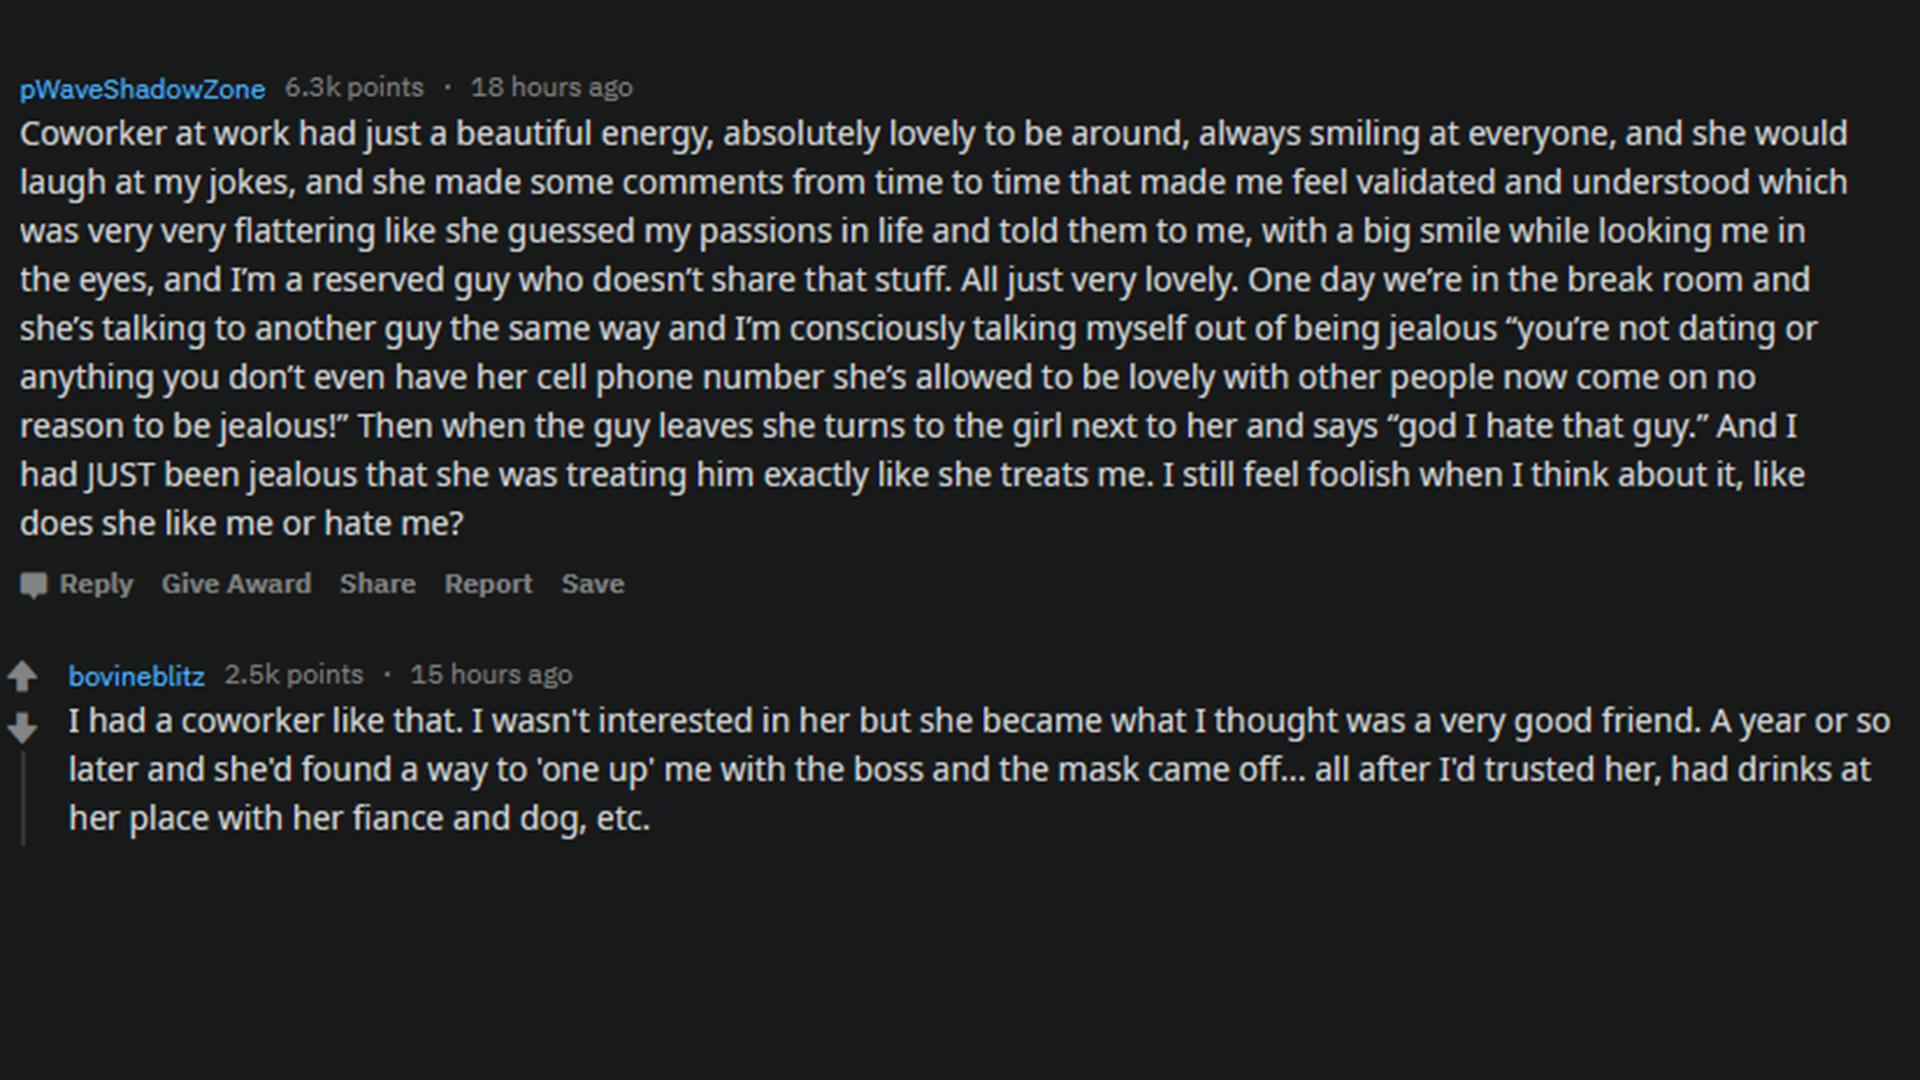 pWaveShadowZone 6.3k points · 18 hours ago
Coworker at work had just a beautiful energy, absolutely lovely to be around, always smiling at everyone, and she would
laugh at my jokes, and she made some comments from time to time that made me feel validated and understood which
was very very flattering like she guessed my passions in life and told them to me, with a big smile while looking me in
the eyes, and I’m a reserved guy who doesn’t share that stuff. All just very lovely. One day we’re in the break room and
she’s talking to another guy the same way and I’m consciously talking myself out of being jealous “you’re not dating or
anything you don’t even have her cell phone number she’s allowed to be lovely with other people now come on no
reason to be jealous!” Then when the guy leaves she turns to the girl next to her and says “god I hate that guy.” And I
had JUST been jealous that she was treating him exactly like she treats me. I still feel foolish when I think about it, like
does she like me or hate me?
Reply Give Award Share Report Save
bovineblitz 2.5k points · 15 hours ago
I had a coworker like that. I wasn't interested in her but she became what I thought was a very good friend. A year or so
later and she'd found a way to 'one up' me with the boss and the mask came off... all after I'd trusted her, had drinks at
her place with her fiance and dog, etc.